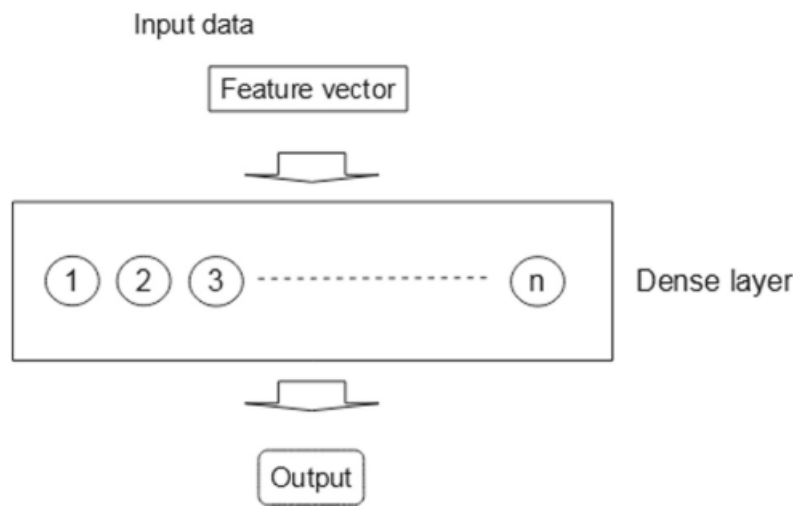 Input data
Feature vector
1 2 3 n
Dense layer
Output